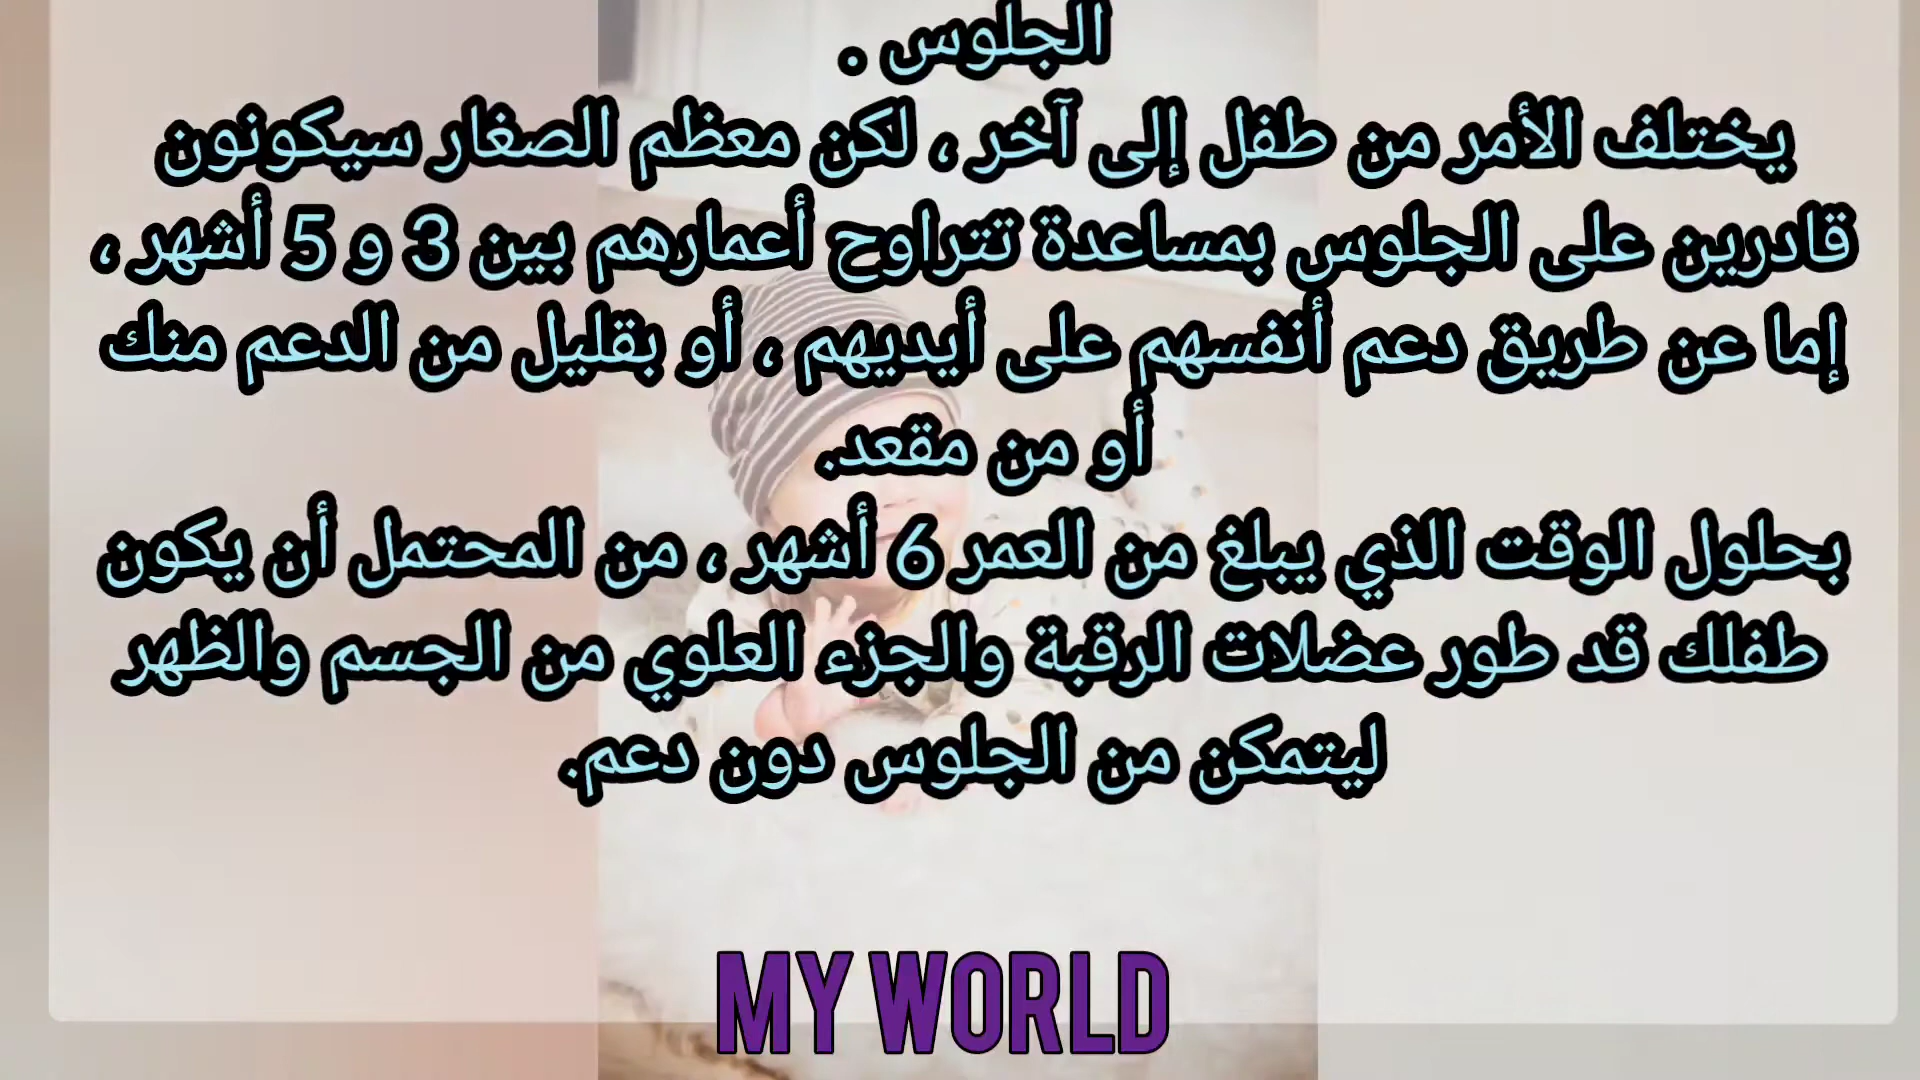 الجلوس .
يختلف الأمر من طفل إلى آخر ، لكن معظم الصغار سيكونون
قادرين على الجلوس بمساعدة تتراوح أعمارهم بين 3 و 5 أشهر ،
إما عن طريق دعم أنفسهم على أيديهم ، أو بقليل من الدعم منك
أو من مقعد.
بحلول الوقت الذي يبلغ من العمر 6 أشهر ، من المحتمل أن يكون
طفلك قد طور عضلات الرقبة والجزء العلوي من الجسم والظهر
ليتمكن من الجلوس دون دعم.
MY WORLD